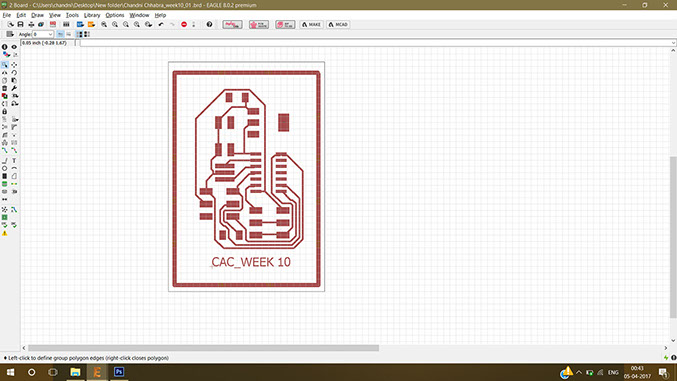 2 Board - C:\Users\chandni\Desktop\New folder\Chandni Chhabra_week10_01 .brd - EAGLE 8.0.2 premium
File Edit Draw View Tools Library Options Window Help
MAKE MCAD
Angle: 0
0.05 inch (-0.28 1.67)
CAC_WEEK 10
Left-click to define group polygon edges (right-click closes polygon)
ENG
00:43
05-04-2017